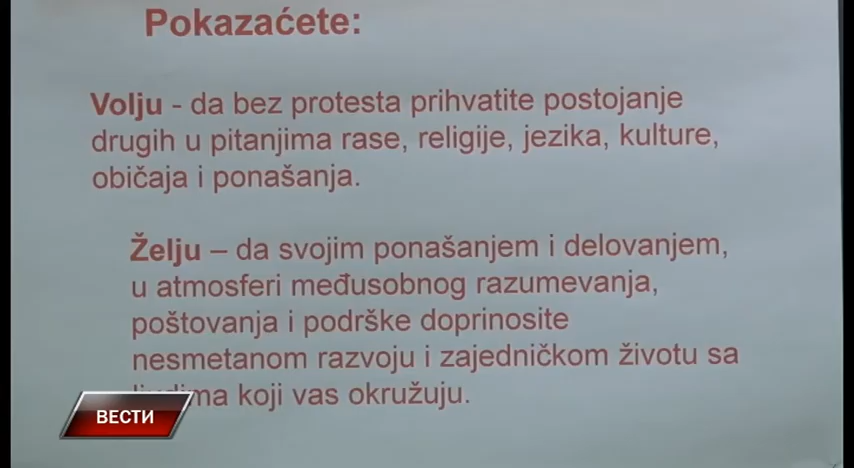 Pokazaćete:
Volju - da bez protesta prihvatite postojanje
drugih u pitanjima rase, religije, jezika, kulture,
običaja i ponašanja.
Želju – da svojim ponašanjem i delovanjem,
u atmosferi međusobnog razumevanja,
poštovanja i podrške doprinosite
nesmetanom razvoju i zajedničkom životu sa
koji vas okružuju.
ВЕСТИ